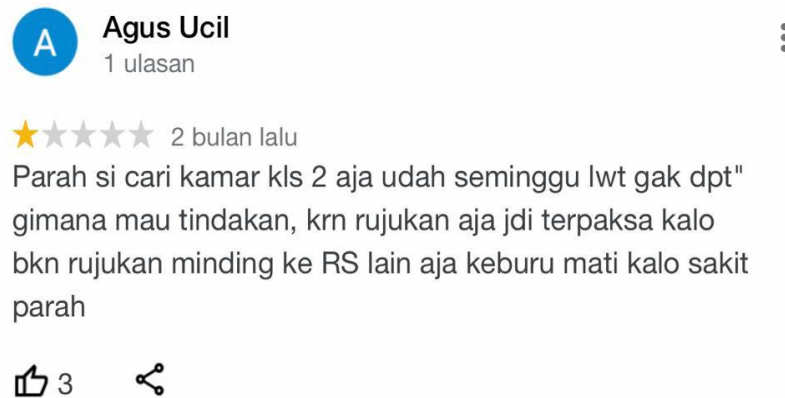 A
Agus Ucil
1 ulasan
2 bulan lalu
Parah si cari kamar kls 2 aja udah seminggu lwt gak dpt"
gimana mau tindakan, krn rujukan aja jdi terpaksa kalo
bkn rujukan minding ke RS lain aja keburu mati kalo sakit
parah
3